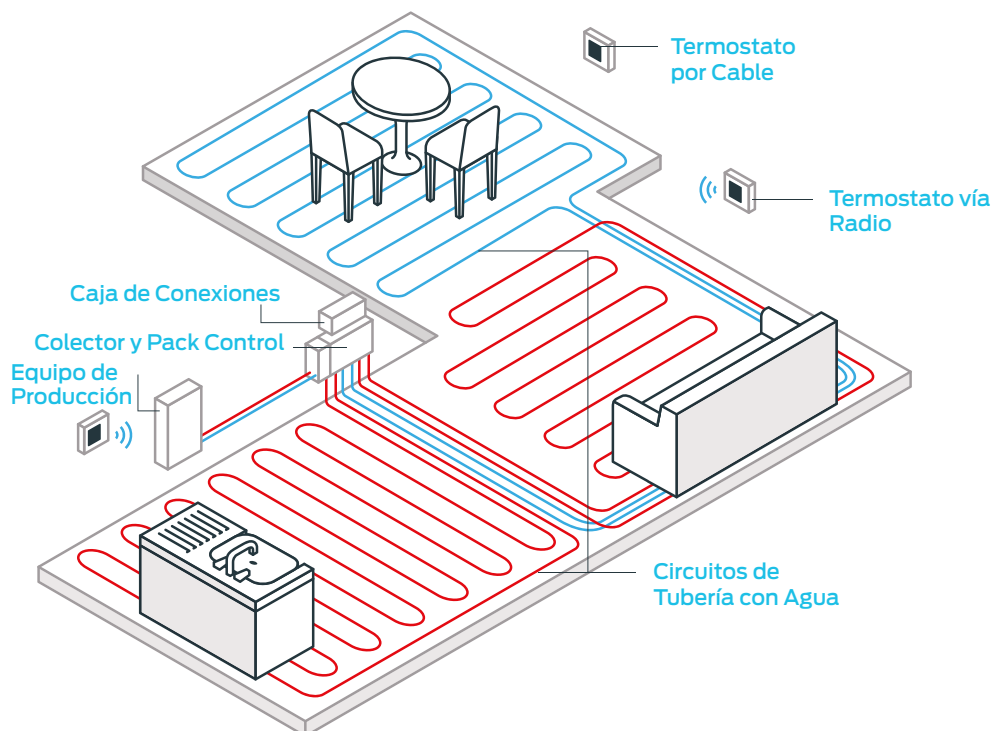 Termostato
por Cable
Termostato vía
Radio
Caja de Conexiones
Colector y Pack Control
Equipo de
Producción
Circuitos de
Tubería con Agua